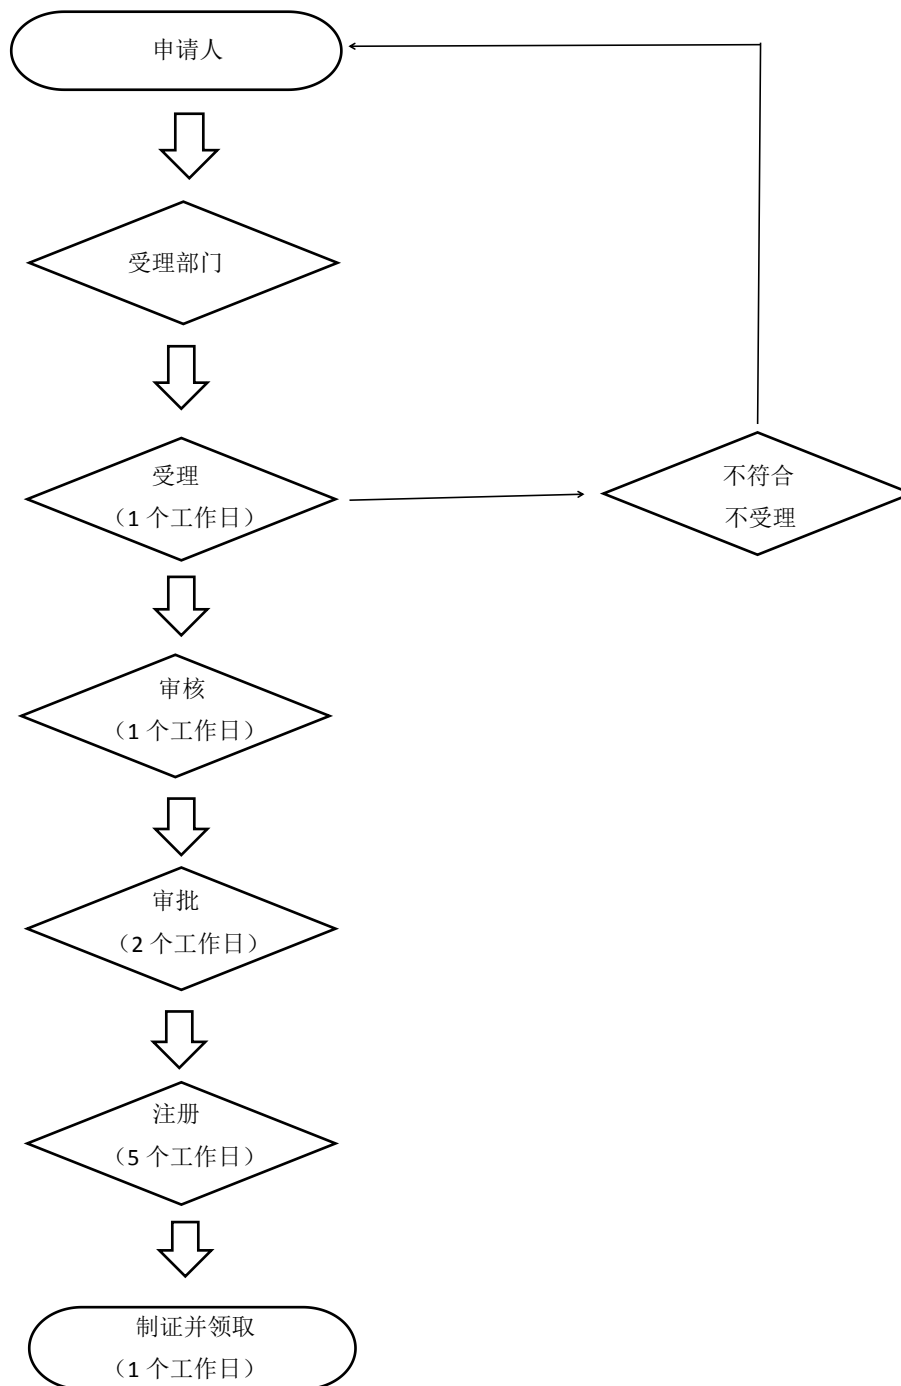 申请人
受理部门
受理
（1 个工作日）
不符合
不受理
审核
（1 个工作日）
审批
（2 个工作日）
注册
（5 个工作日）
制证并领取
（1 个工作日）